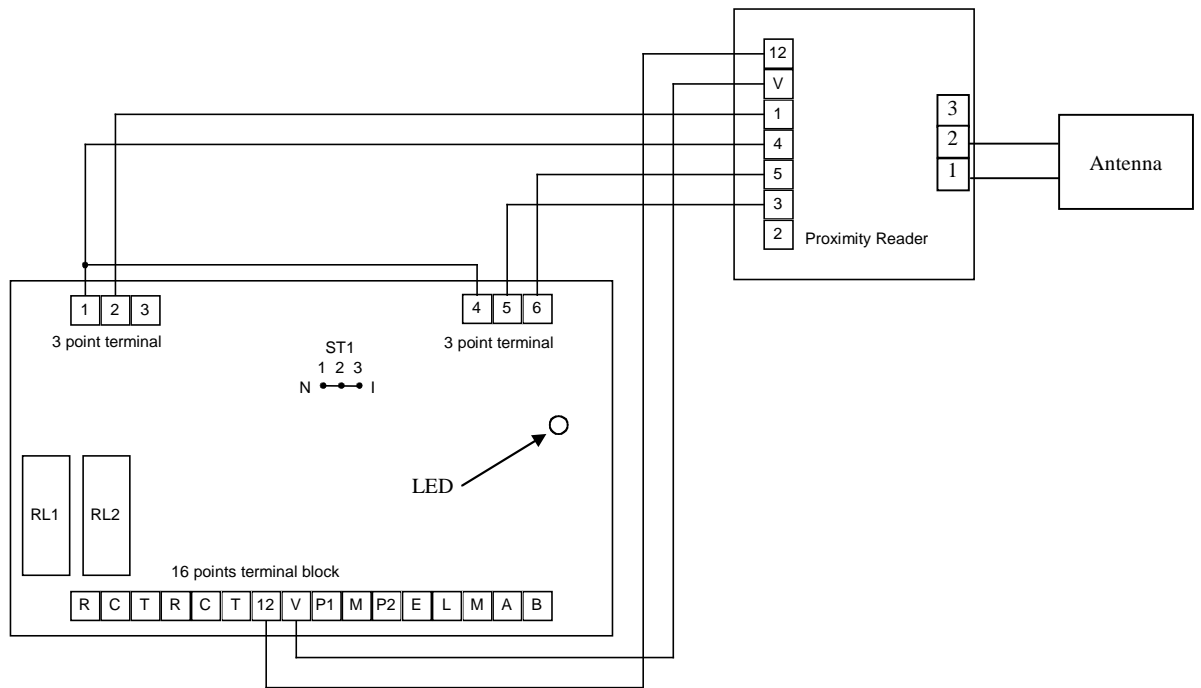 12
V
1
4
5
3
2
Proximity Reader
3
2
1
Antenna
1 2 3
3 point terminal
4 5 6
3 point terminal
ST1
1 2 3
N I
LED
RL1 RL2
16 points terminal block
R C T R C T 12 V P1 M P2 E L M A B